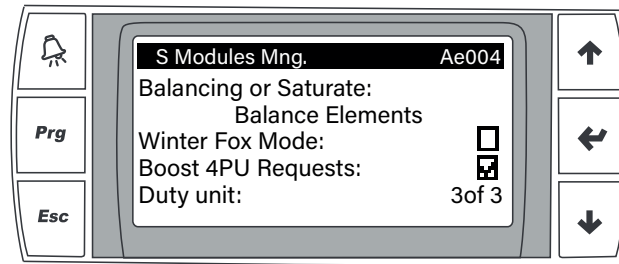 S Modules Mng. Ae004
Balancing or Saturate:
Balance Elements
Winter Fox Mode:
Boost 4PU Requests:
Duty unit: 3of 3
Prg
Esc